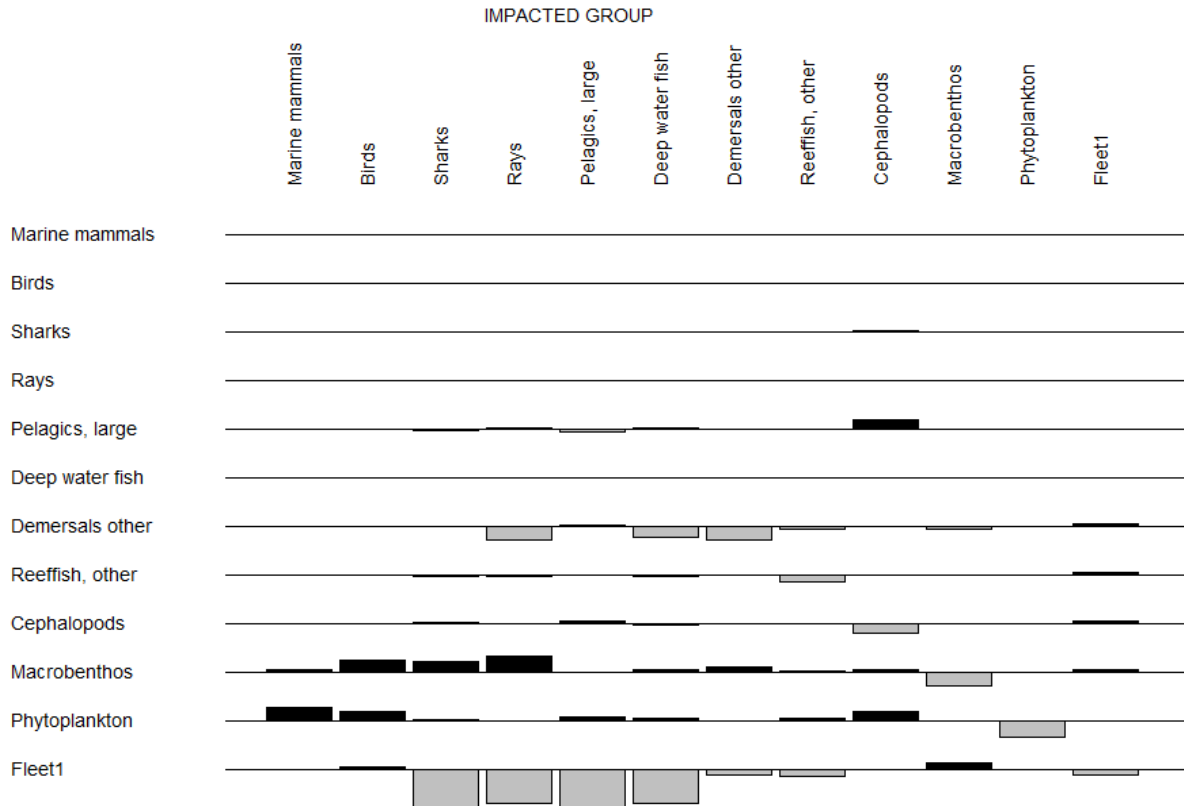 IMPACTED GROUP
Marine mammals
Birds
Sharks
Rays
Pelagics, large
Deep water fish
Demersals other
Reeffish, other
Cephalopods
Macrobenthos
Phytoplankton
Fleet1
Marine mammals
Birds
Sharks
Rays
Pelagics, large
Deep water fish
Demersals other
Reeffish, other
Cephalopods
Macrobenthos
Phytoplankton
Fleet1